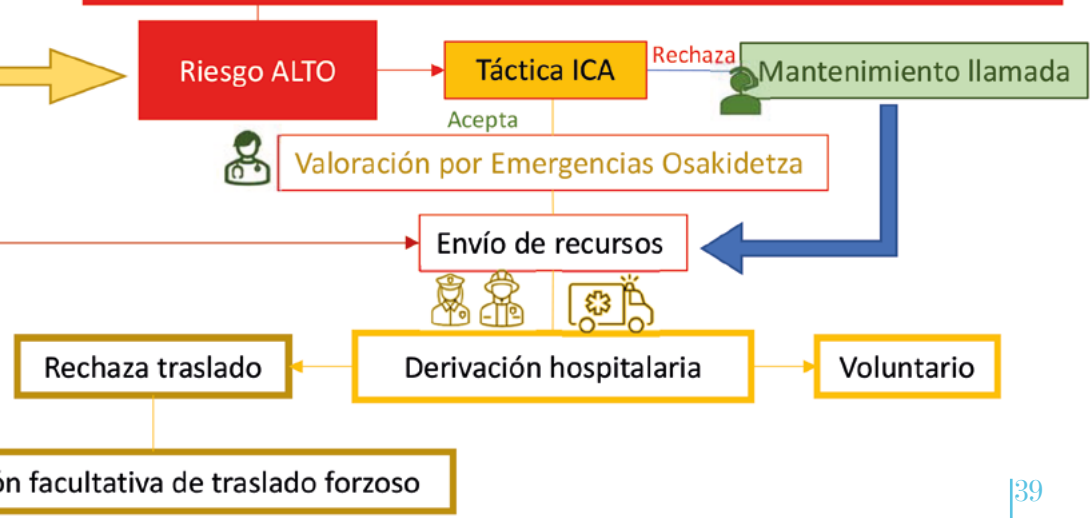 Riesgo ALTO
Táctica ICA
Rechaza
Mantenimiento llamada
Acepta
Valoración por Emergencias Osakidetza
Envío de recursos
Rechaza traslado
Derivación hospitalaria
Voluntario
ón facultativa de traslado forzoso
39